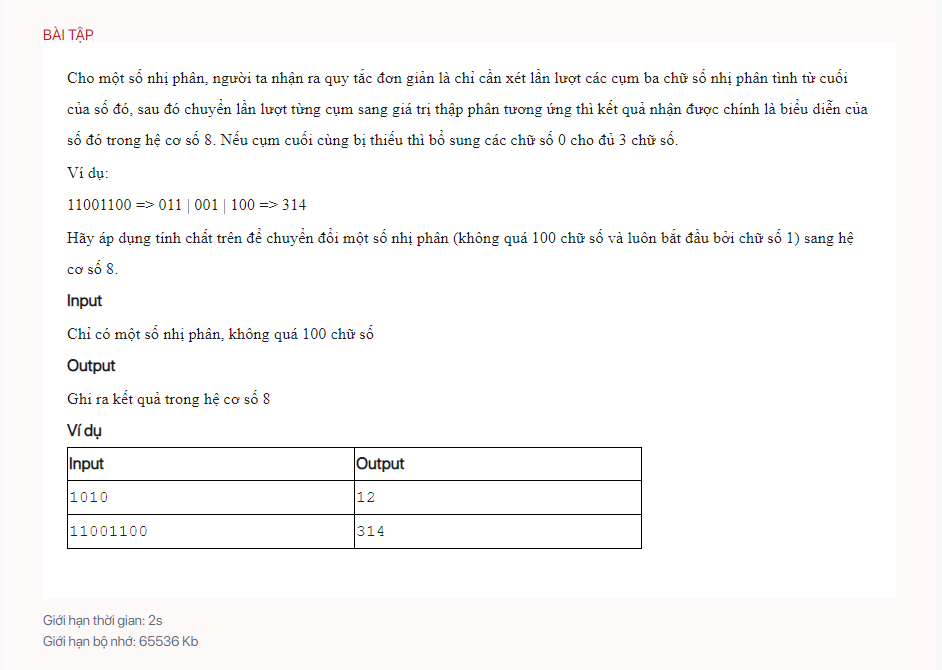 BÀI TẬP
Cho một số nhị phân, người ta nhận ra quy tắc đơn giản là chỉ cần xét lần lượt các cụm ba chữ số nhị phân tình từ cuối
của số đó, sau đó chuyển lần lượt từng cụm sang giá trị thập phân tương ứng thì kết quả nhận được chính là biểu diễn của
số đó trong hệ cơ số 8. Nếu cụm cuối cùng bị thiếu thì bổ sung các chữ số 0 cho đủ 3 chữ số.
Ví dụ:
11001100 => 011 | 001 | 100 => 314
Hãy áp dụng tính chất trên để chuyển đổi một số nhị phân (không quá 100 chữ số và luôn bắt đầu bởi chữ số 1) sang hệ
cơ số 8.
Input
Chỉ có một số nhị phân, không quá 100 chữ số
Output
Ghi ra kết quả trong hệ cơ số 8
Ví dụ
Input Output
1010 12
11001100 314
Giới hạn thời gian: 2s
Giới hạn bộ nhớ: 65536 Kb